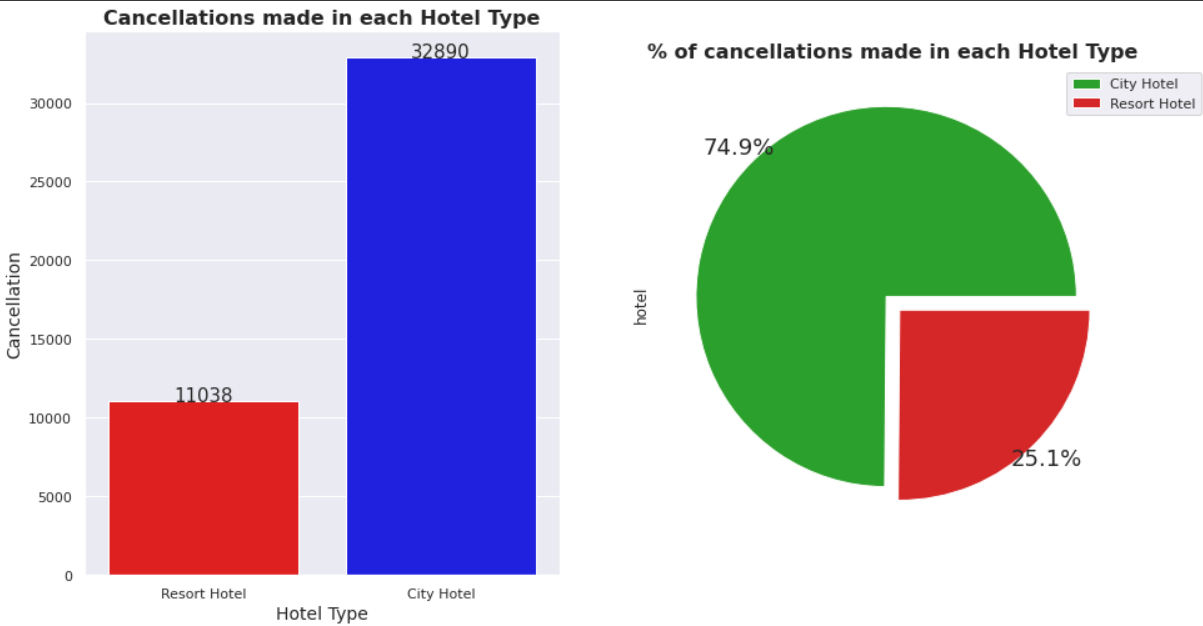 Cancellations made in each Hotel Type
32890
30000
25000
20000
15000
11038
10000
5000
0
Cancellation
Resort Hotel
City Hotel
Hotel Type
% of cancellations made in each Hotel Type
City Hotel
Resort Hotel
74.9%
hotel
25.1%